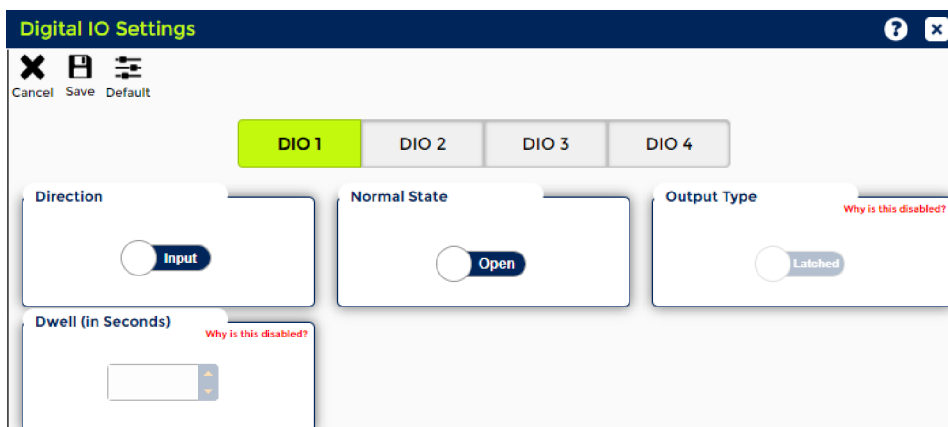 Digital IO Settings
?
Cancel Save Default
DIO 1 DIO 2 DIO 3 DIO 4
Direction
Input
Normal State
Open
Output Type
Why is this disabled?
Latched
Dwell (in Seconds)
Why is this disabled?